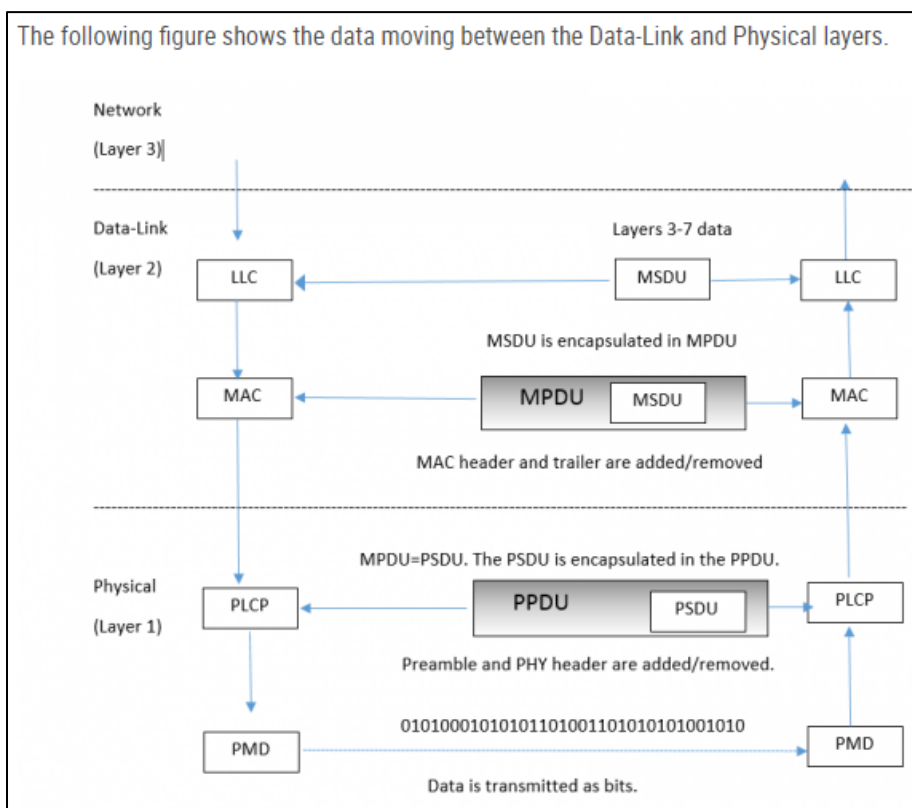 The following figure shows the data moving between the Data-Link and Physical layers.
Network
(Layer 3)
Data-Link
(Layer 2)
Layers 3-7 data
LLC
MSDU
LLC
MSDU is encapsulated in MPDU
MAC
MPDU
MSDU
MAC
MAC header and trailer are added/removed
MPDU=PSDU. The PSDU is encapsulated in the PPDU.
Physical
(Layer 1)
PLCP
PPDU
PSDU
PLCP
Preamble and PHY header are added/removed.
0101000101010110100110101010101001010
PMD
PMD
Data is transmitted as bits.